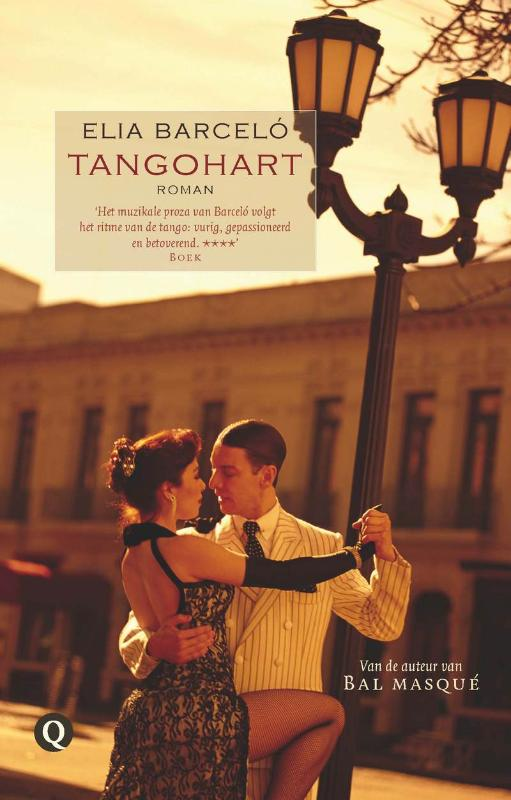 ELIA BARCELÓ
TANGOHART
ROMAN
‘Het muzikale proza van Barceló volgt
het ritme van de tango: vurig, gepassioneerd
en betoverend. ★★★★’
BOEK
Van de auteur van
BAL MASQUÉ
Q